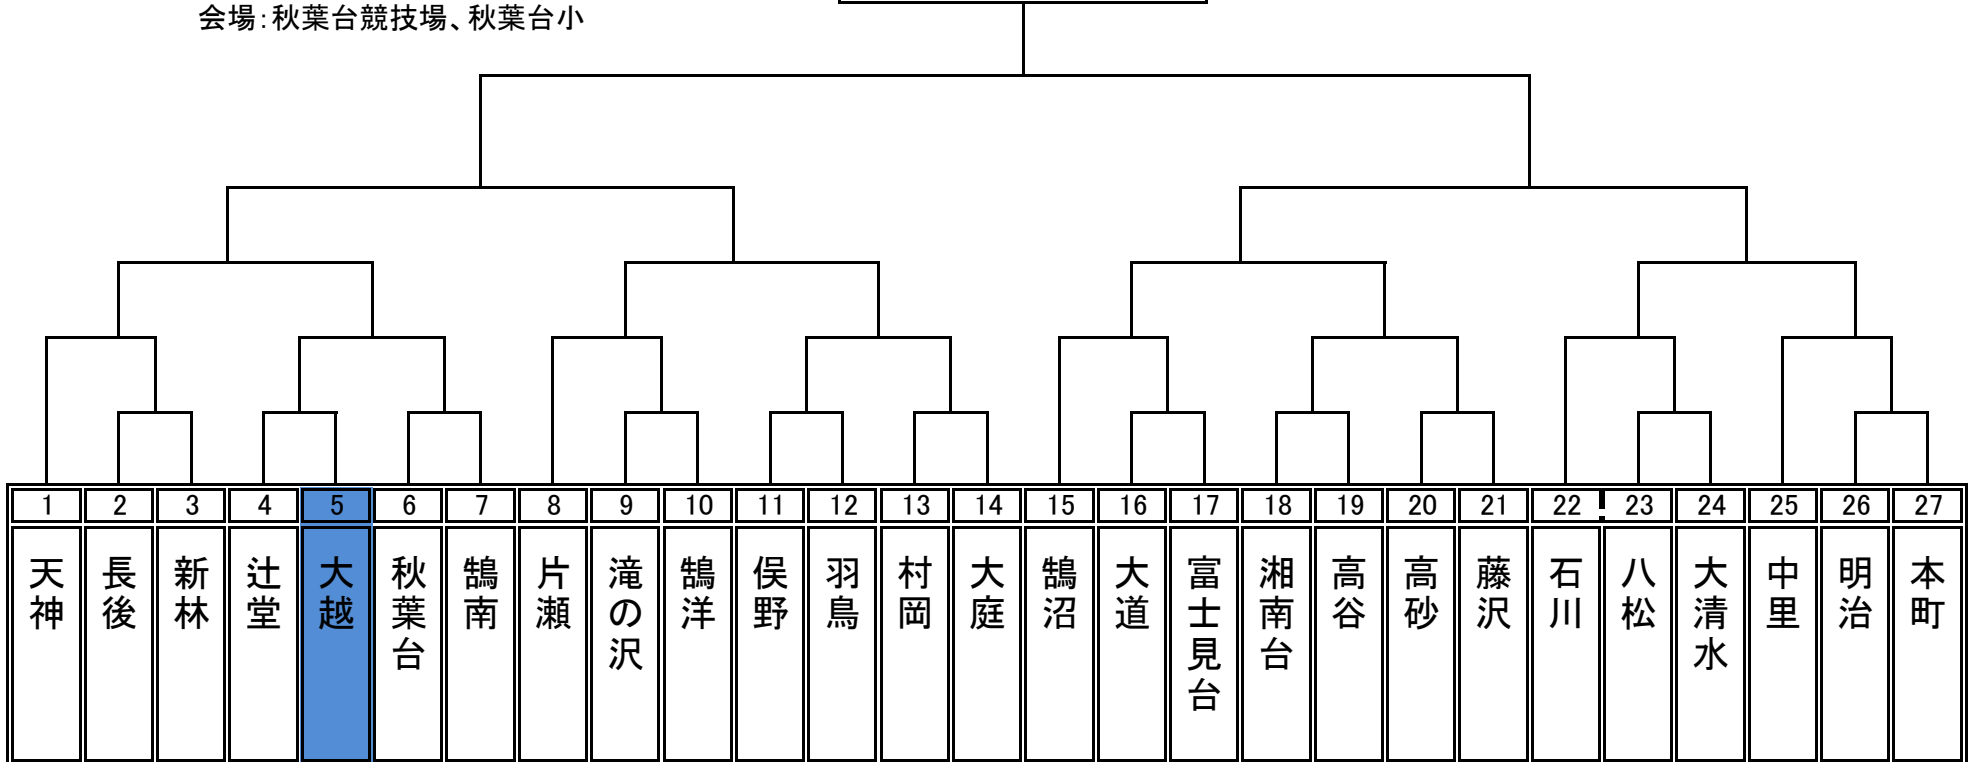 会場：秋葉台競技場、秋葉台小
1 2 3 4 5 6 7 8 9 10 11 12 13 14 15 16 17 18 19 20 21 22 23 24 25 26 27
天神
長後
新林
辻堂
大越
秋葉台
鵠南
片瀬
滝の沢
鵠洋
俣野
羽鳥
村岡
大庭
鵠沼
大道
富士見台
湘南台
高谷
高砂
藤沢
石川
八松
大清水
中里
明治
本町